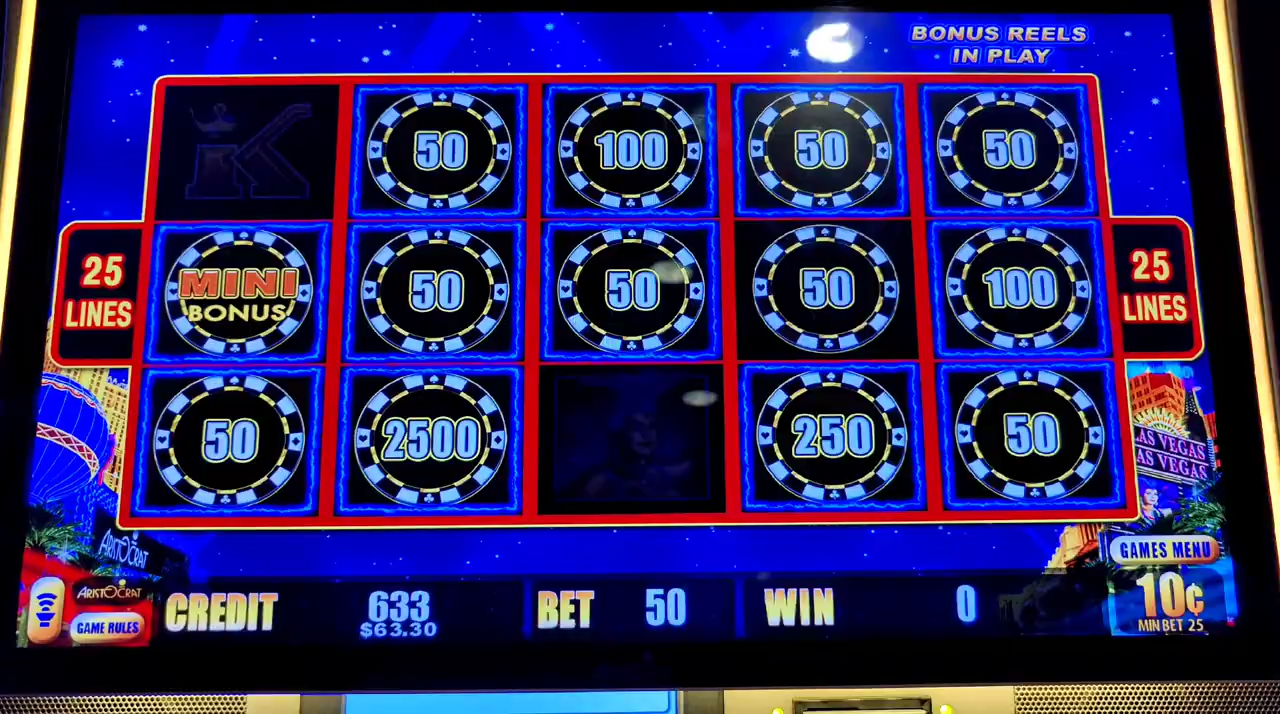 BONUS REELS
IN PLAY
K
50
100
50
50
25
LINES
MINI
BONUS
50
50
50
100
25
LINES
50
2500
250
50
LAS VEGAS
LAS VEGAS
ARISTOCRAT
GAMES MENU
ARISTOCRAT
GAME RULES
CREDIT
633
$63.30
BET
50
WIN
0
10¢
MIN BET 25